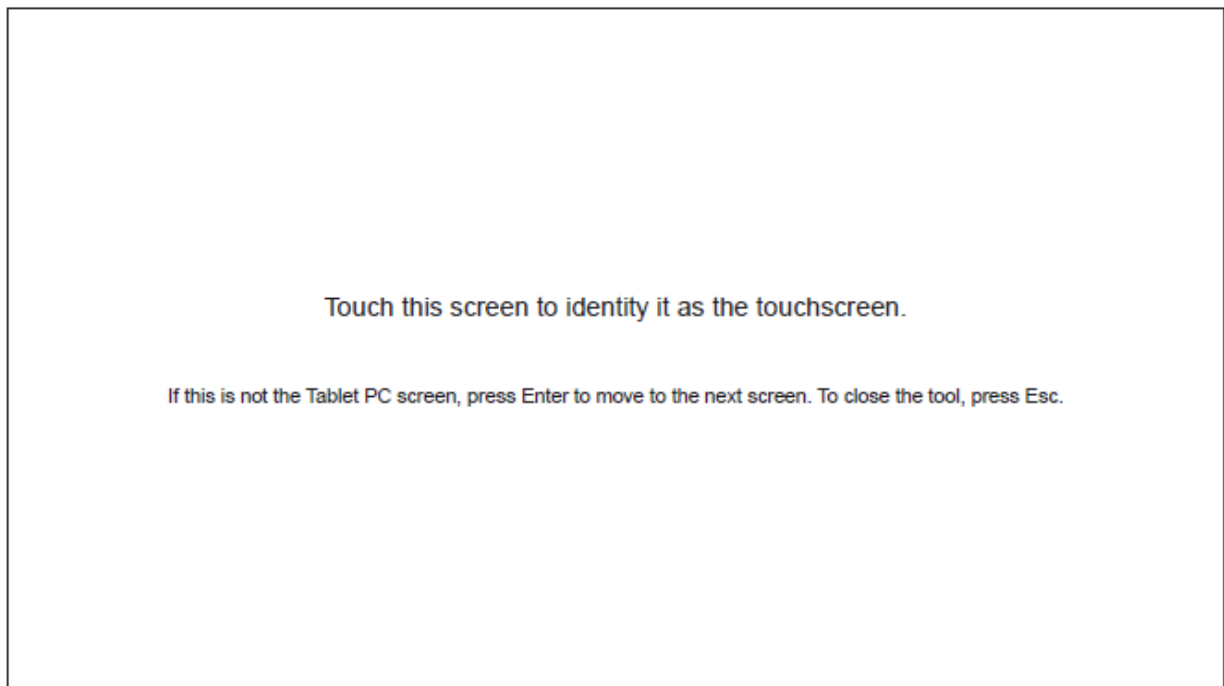 Touch this screen to identity it as the touchscreen.
If this is not the Tablet PC screen, press Enter to move to the next screen. To close the tool, press Esc.